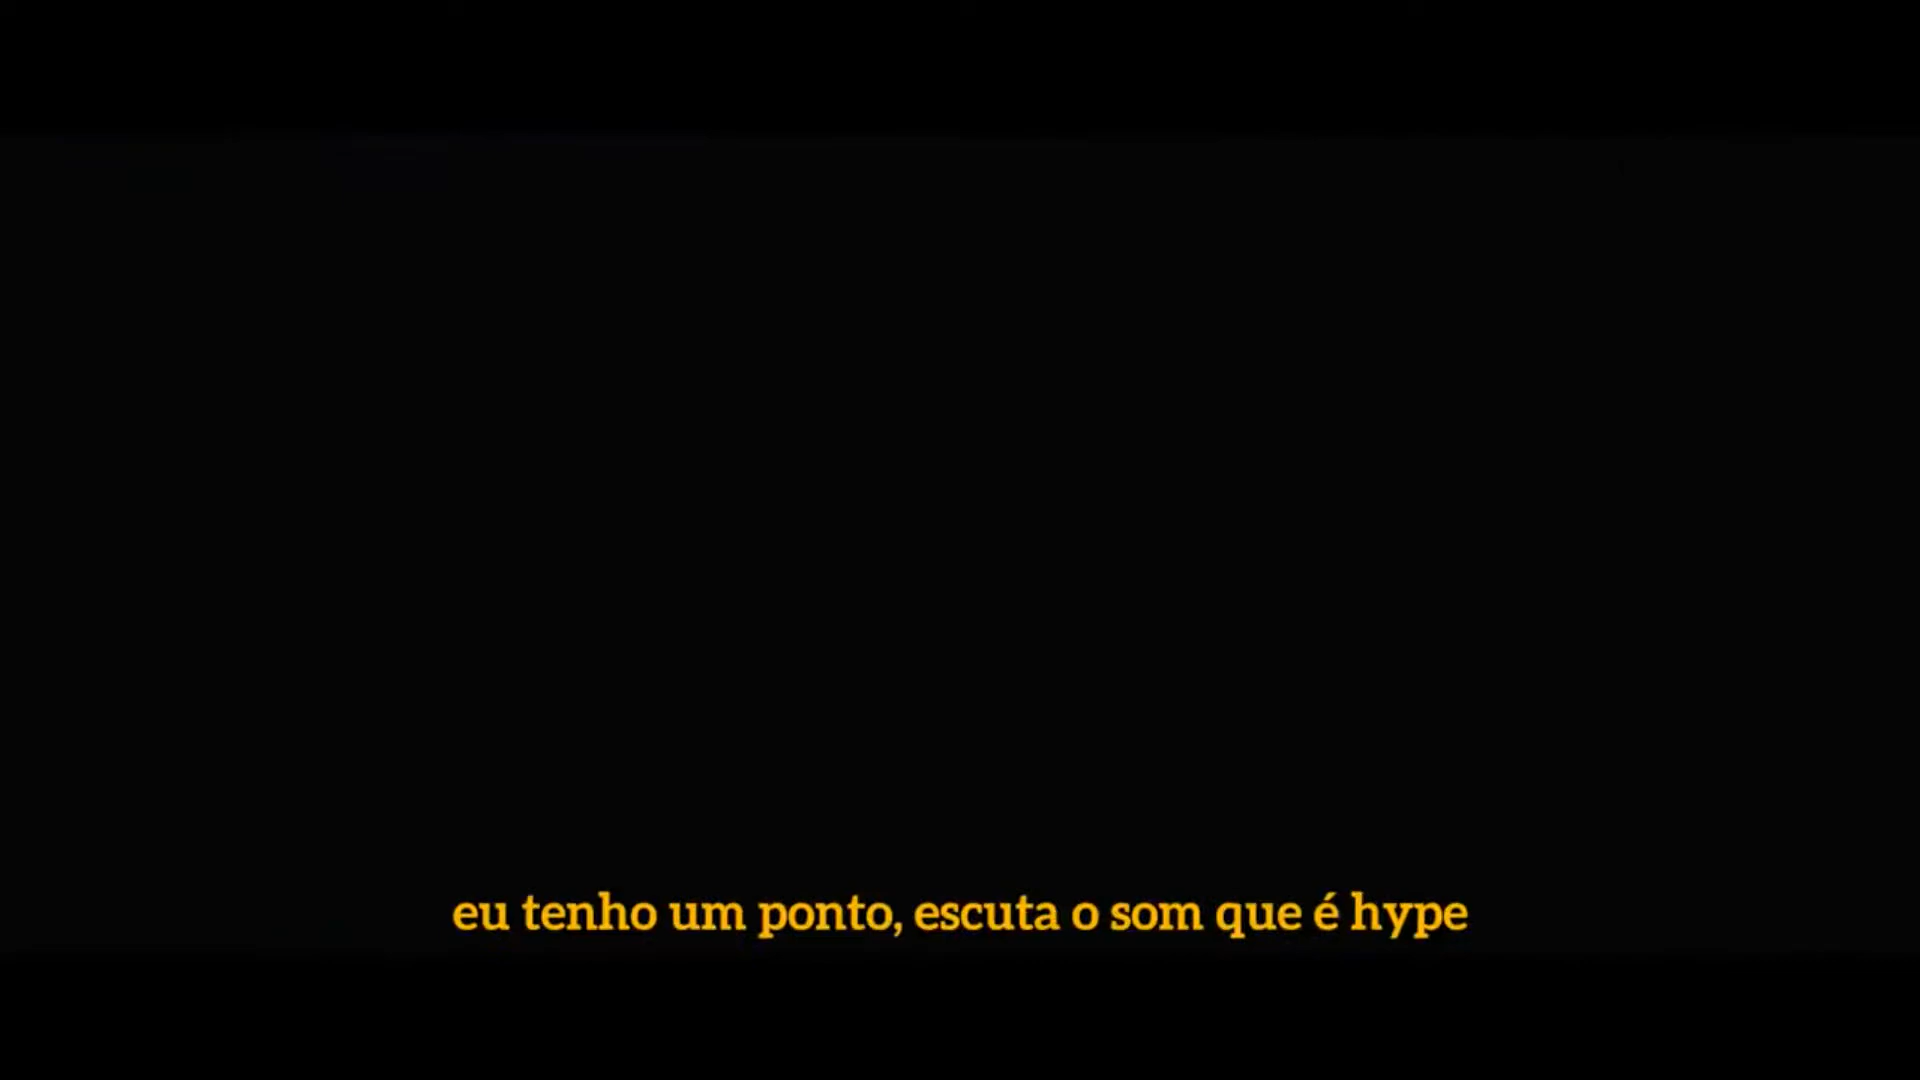 eu tenho um ponto, escuta o som que é hype